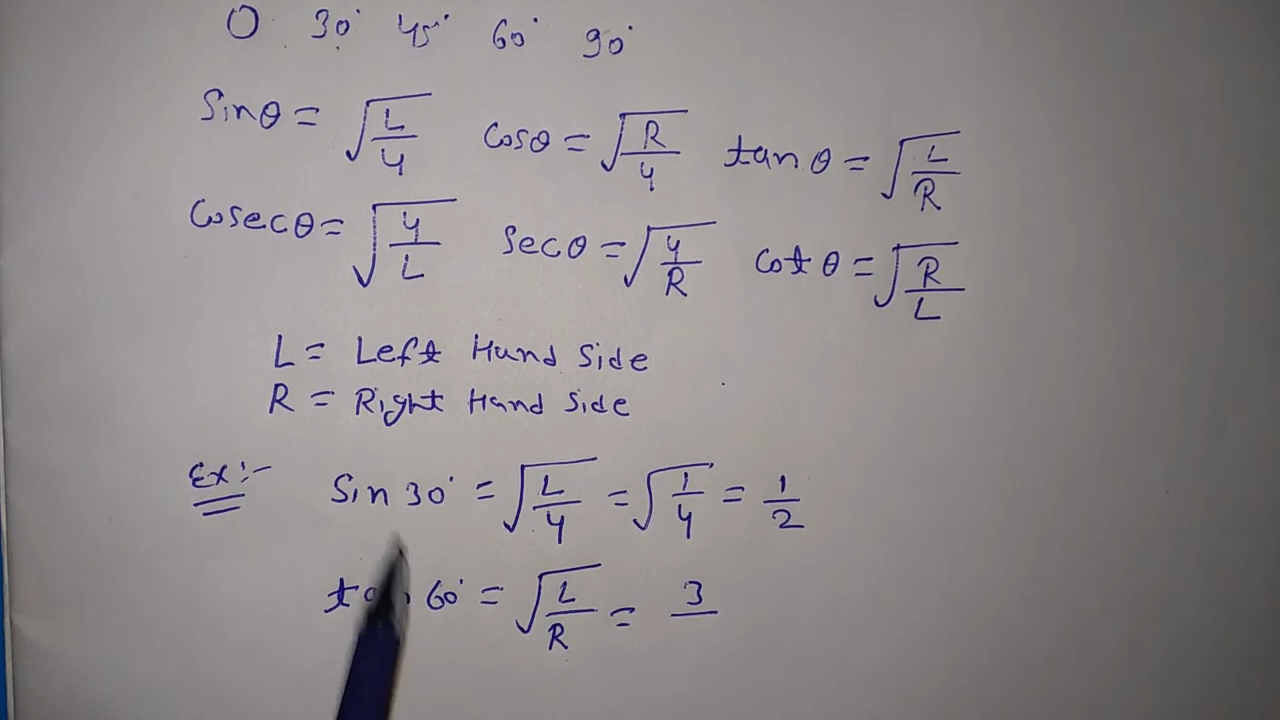 0 30° 45° 60° 90°
Sinθ = √(L/4) Cosθ = √(R/4) tanθ = √(L/R)
Cosecθ = √(4/L) Secθ = √(4/R) Cotθ = √(R/L)
L = Left Hand Side
R = Right Hand Side
Ex:- Sin 30° = √(L/4) = √(1/4) = 1/2
60° = √(L/R) = 3/